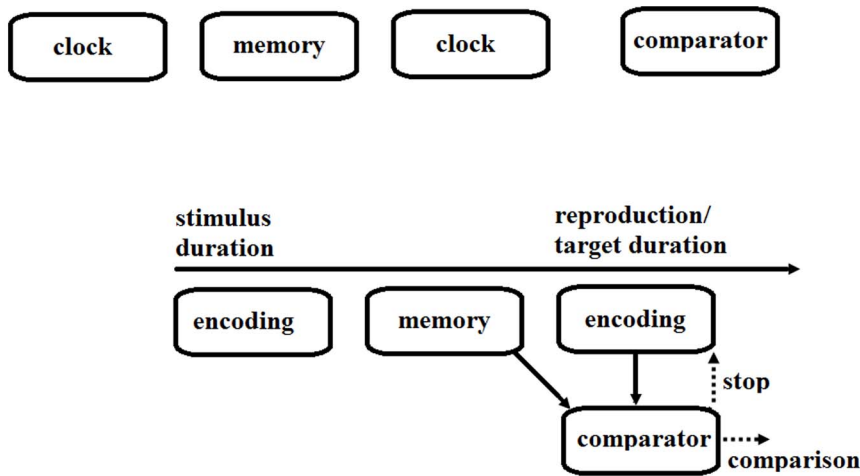 clock
memory
clock
comparator
stimulus
duration
reproduction/
target duration
encoding
memory
encoding
stop
comparator
comparison